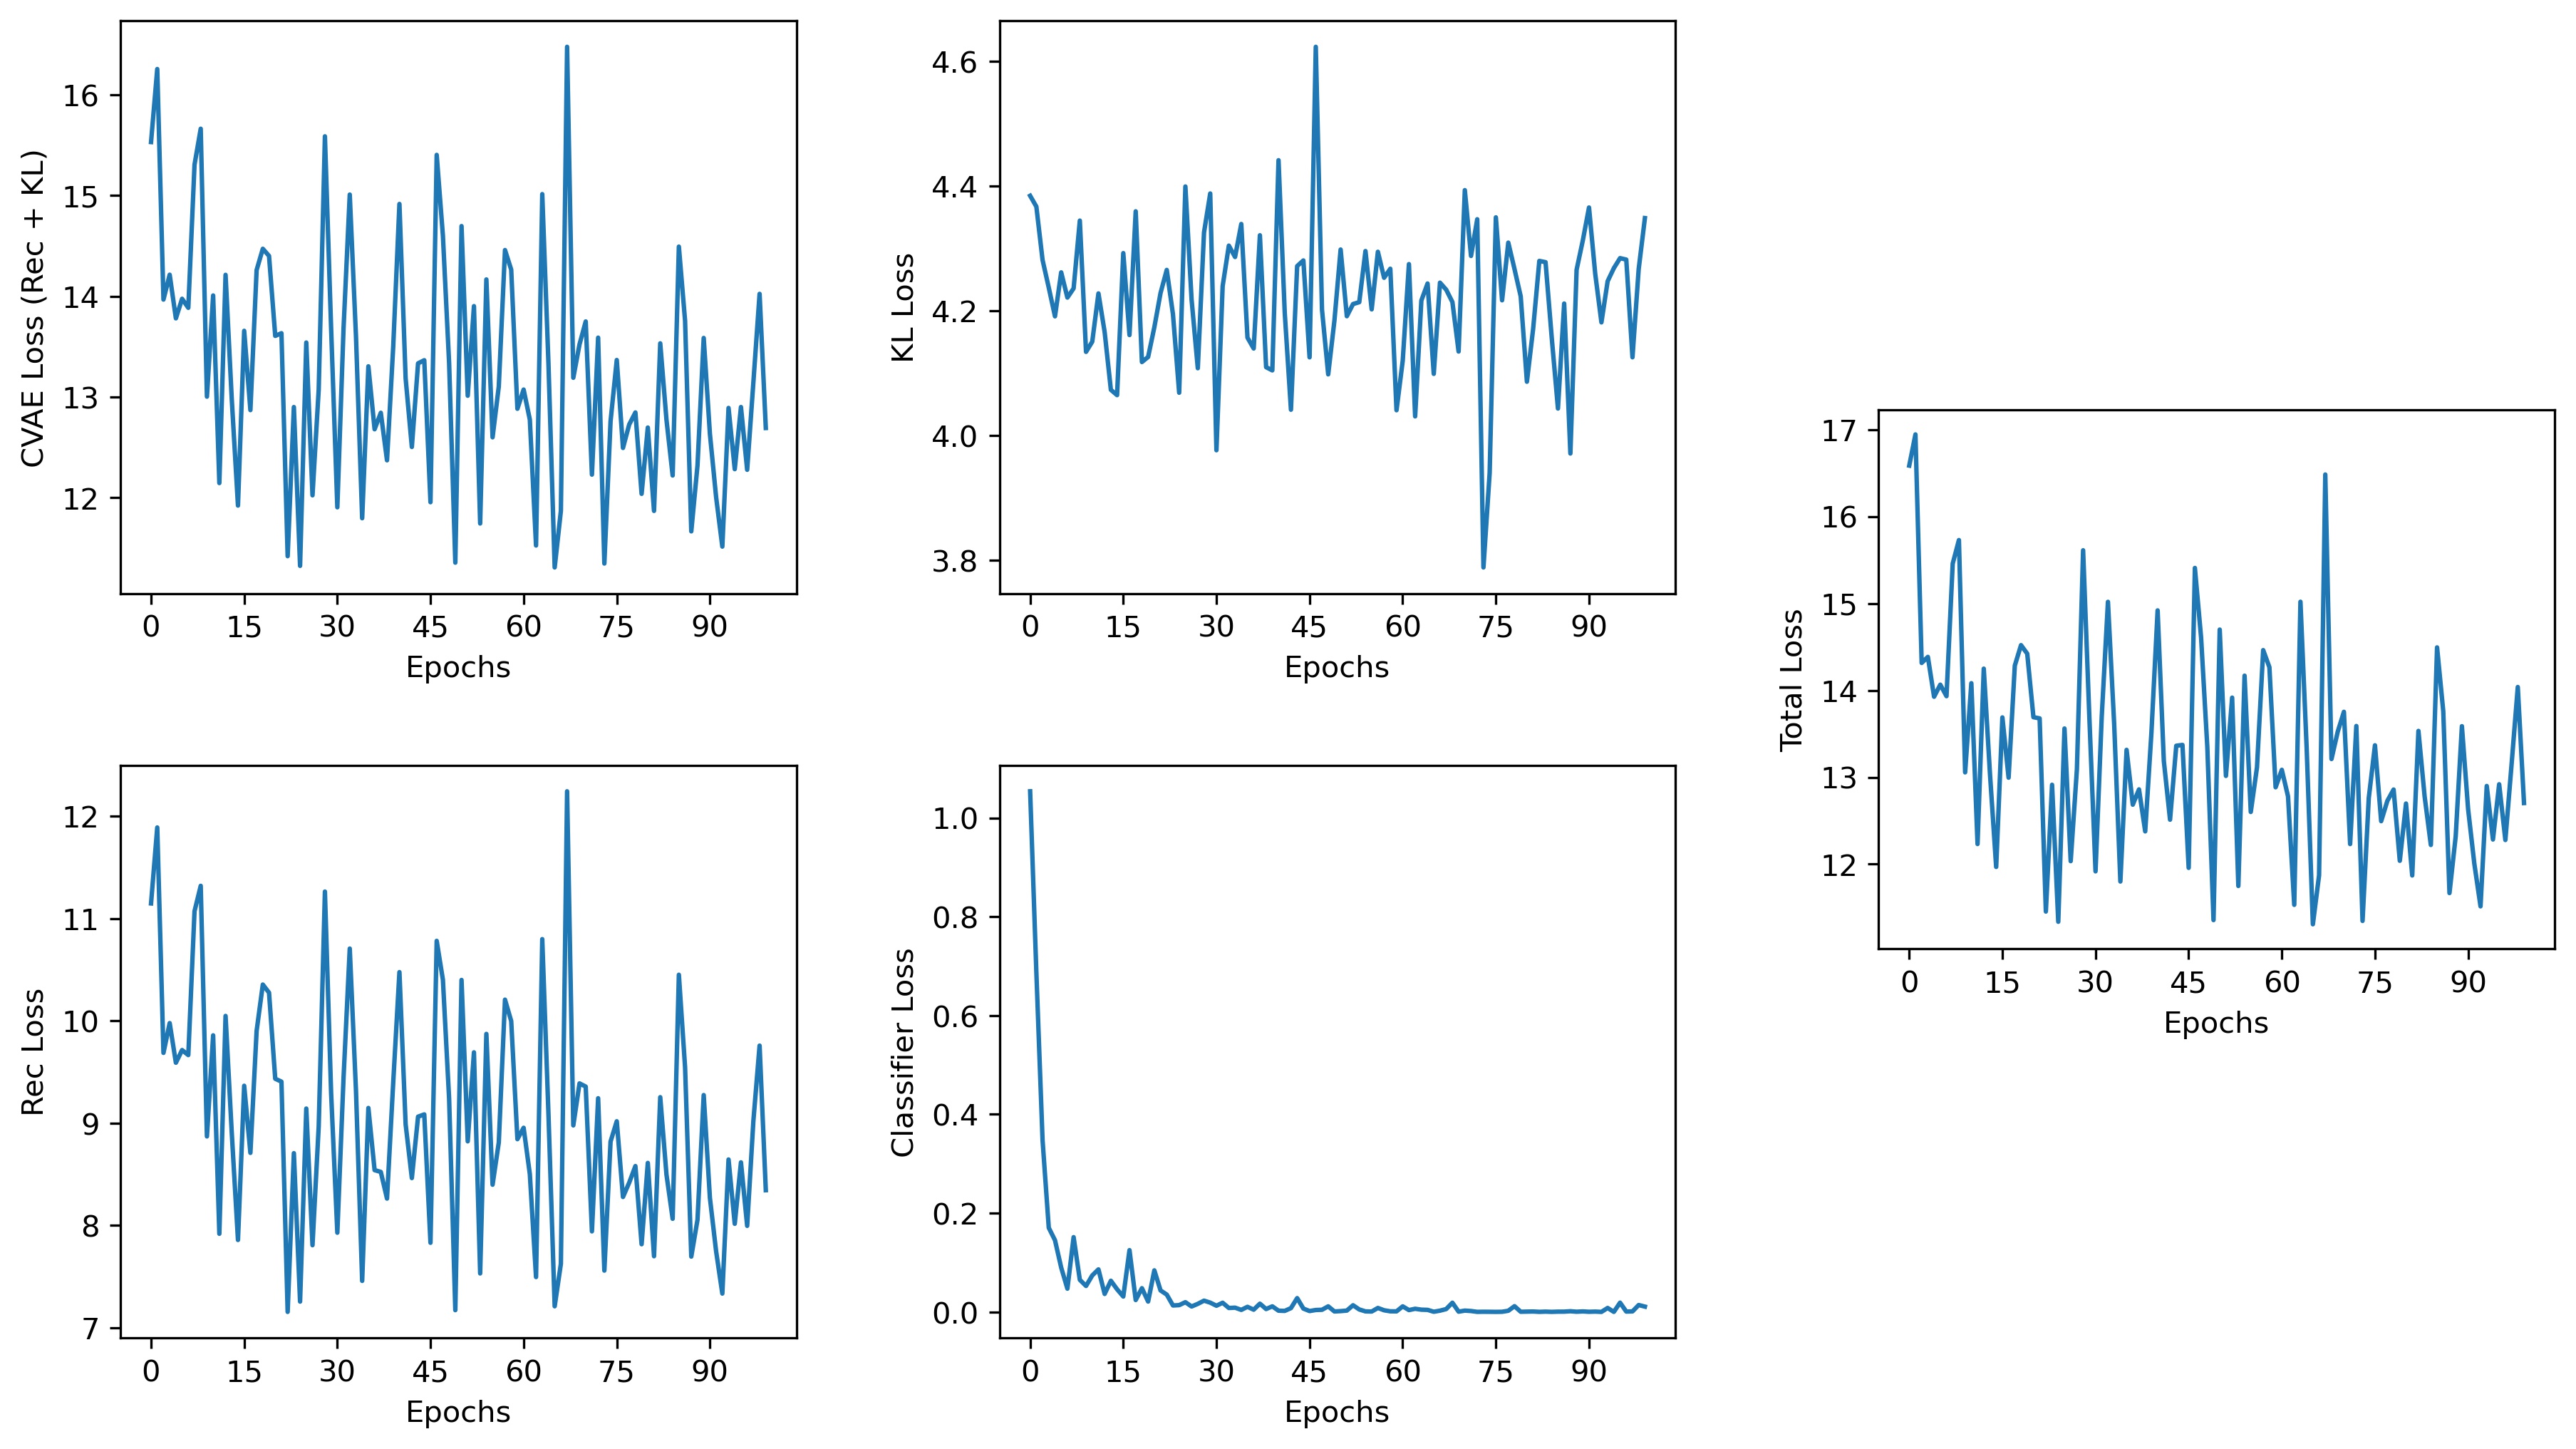 CVAE Loss (Rec + KL)
16
15
14
13
12
0 15 30 45 60 75 90
Epochs
KL Loss
4.6
4.4
4.2
4.0
3.8
0 15 30 45 60 75 90
Epochs
Rec Loss
12
11
10
9
8
7
0 15 30 45 60 75 90
Epochs
Classifier Loss
1.0
0.8
0.6
0.4
0.2
0.0
0 15 30 45 60 75 90
Epochs
Total Loss
17
16
15
14
13
12
0 15 30 45 60 75 90
Epochs